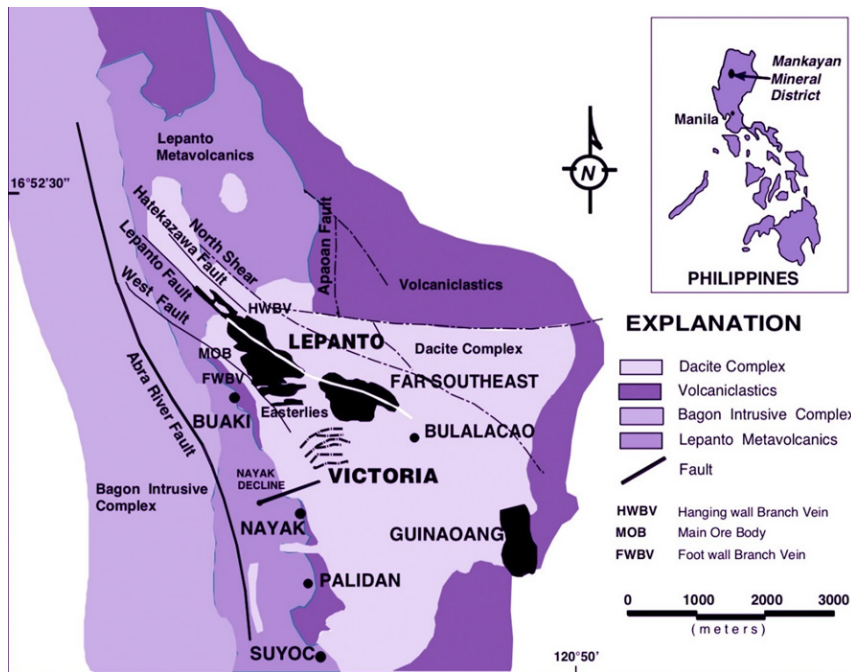 Lepanto
Metavolcanics
16°52'30"
Hatekazawa Fault
North Shear
Lepanto Fault
West Fault
Abra River Fault
Apaoan Fault
Volcaniclastics
HWBV
LEPANTO
Dacite Complex
MOB
FWBV
FAR SOUTHEAST
Easterlies
BUAKI
BULALACAO
NAYAK
DECLINE
VICTORIA
Bagon Intrusive
Complex
NAYAK
GUINAOANG
PALIDAN
SUYOC
120°50'
N
Mankayan
Mineral
District
Manila
PHILIPPINES
EXPLANATION
Dacite Complex
Volcaniclastics
Bagon Intrusive Complex
Lepanto Metavolcanics
Fault
HWBV Hanging wall Branch Vein
MOB Main Ore Body
FWBV Foot wall Branch Vein
0 1000 2000 3000
(meters)